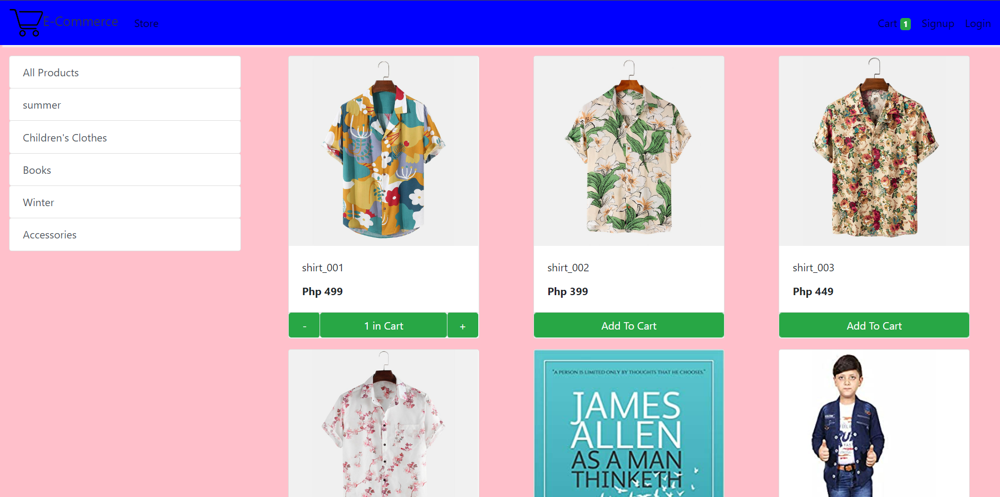 E-Commerce Store Cart 1 Signup Login
All Products
summer
Children's Clothes
Books
Winter
Accessories
shirt_001
Php 499
- 1 in Cart +
shirt_002
Php 399
Add To Cart
shirt_003
Php 449
Add To Cart
"A PERSON IS LIMITED ONLY BY THOUGHTS THAT HE CHOOSES."
JAMES
ALLEN
AS A MAN
THINKETH